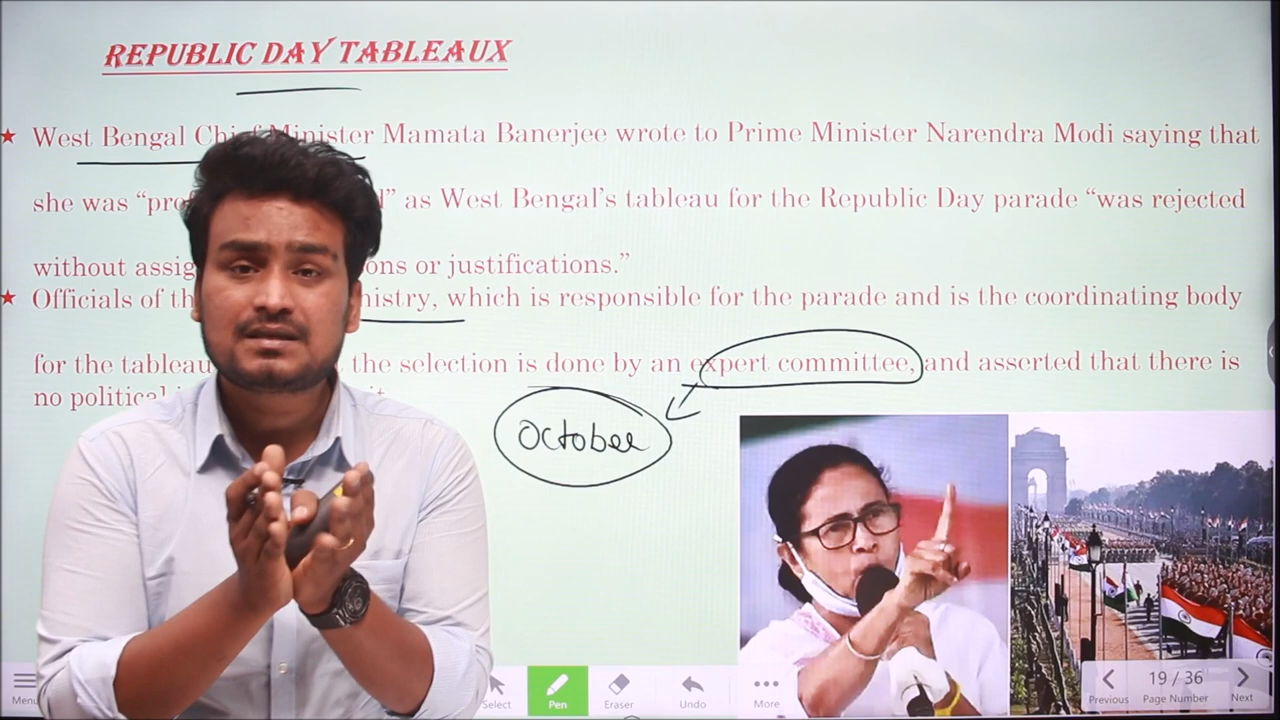 REPUBLIC DAY TABLEAUX
★ West Bengal Chief Minister Mamata Banerjee wrote to Prime Minister Narendra Modi saying that
she was “pro as West Bengal’s tableau for the Republic Day parade “was rejected
without assig ons or justifications.”
★ Officials of th nistry, which is responsible for the parade and is the coordinating body
for the tableau the selection is done by an expert committee, and asserted that there is
no political
October
Menu
Select
Pen
Eraser
Undo
More
Previous
19 / 36
Page Number
Next